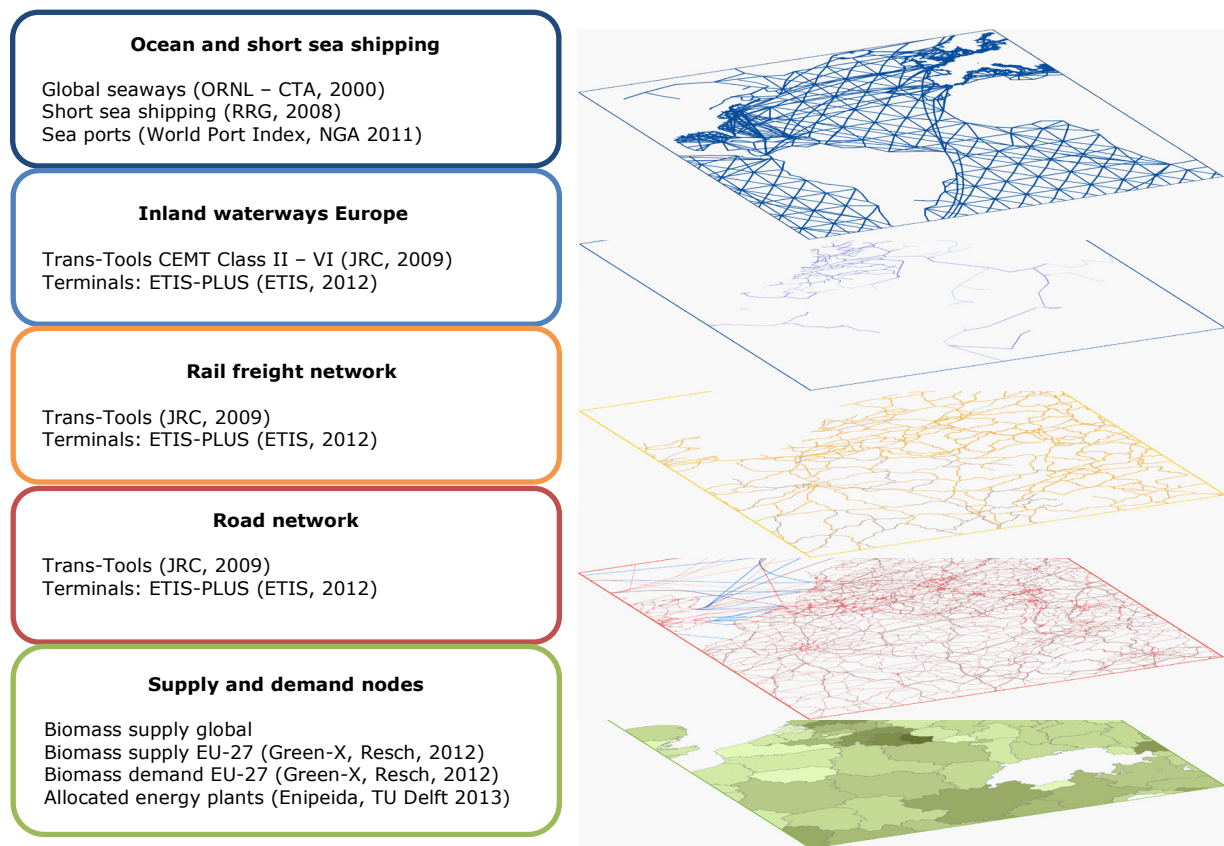 Ocean and short sea shipping
Global seaways (ORNL – CTA, 2000)
Short sea shipping (RRG, 2008)
Sea ports (World Port Index, NGA 2011)
Inland waterways Europe
Trans-Tools CEMT Class II – VI (JRC, 2009)
Terminals: ETIS-PLUS (ETIS, 2012)
Rail freight network
Trans-Tools (JRC, 2009)
Terminals: ETIS-PLUS (ETIS, 2012)
Road network
Trans-Tools (JRC, 2009)
Terminals: ETIS-PLUS (ETIS, 2012)
Supply and demand nodes
Biomass supply global
Biomass supply EU-27 (Green-X, Resch, 2012)
Biomass demand EU-27 (Green-X, Resch, 2012)
Allocated energy plants (Enipeida, TU Delft 2013)